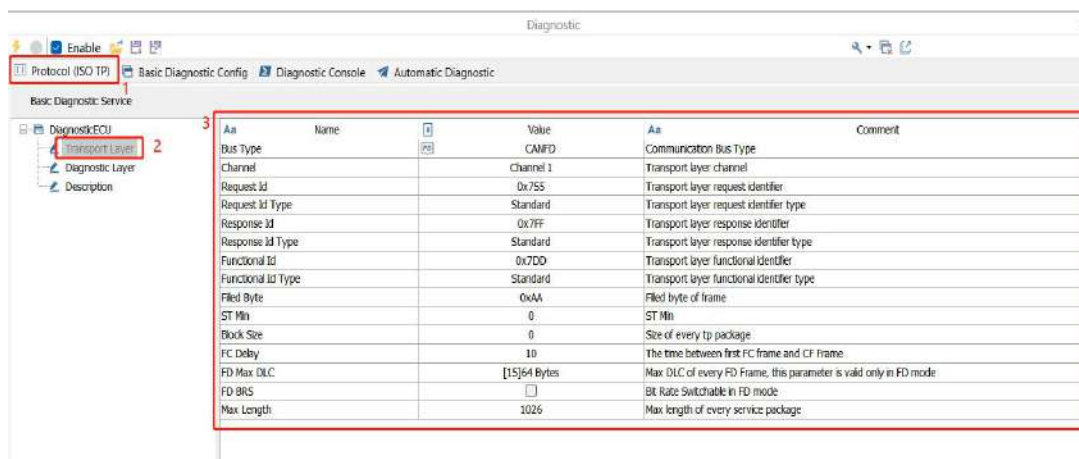 Diagnostic
Enable
Protocol (ISO TP) Basic Diagnostic Config Diagnostic Console Automatic Diagnostic
1
Basic Diagnostic Service
DiagnosticECU
Transport Layer 2
Diagnostic Layer
Description
3
Aa Name Value Aa Comment
Bus Type FD CANFD Communication Bus Type
Channel Channel 1 Transport layer channel
Request Id 0x755 Transport layer request identifier
Request Id Type Standard Transport layer request identifier type
Response Id 0x7FF Transport layer response identifier
Response Id Type Standard Transport layer response identifier type
Functional Id 0x7DD Transport layer functional identifier
Functional Id Type Standard Transport layer functional identifier type
Filed Byte 0xAA Filed byte of frame
ST Min 0 ST Min
Block Size 0 Size of every tp package
FC Delay 10 The time between first FC frame and CF Frame
FD Max DLC [15]64 Bytes Max DLC of every FD Frame, this parameter is valid only in FD mode
FD BRS Bit Rate Switchable in FD mode
Max Length 1026 Max length of every service package